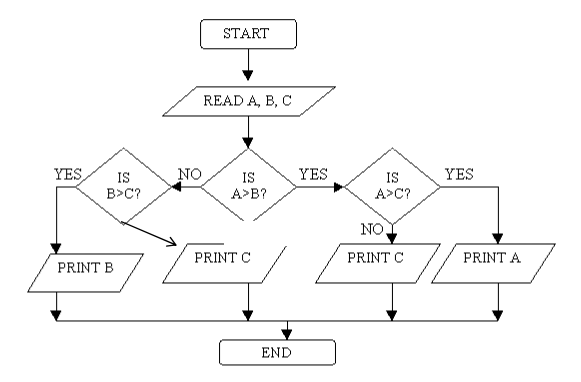 START
READ A, B, C
IS
B>C?
IS
A>B?
IS
A>C?
YES
NO
YES
YES
NO
PRINT B
PRINT C
PRINT C
PRINT A
END